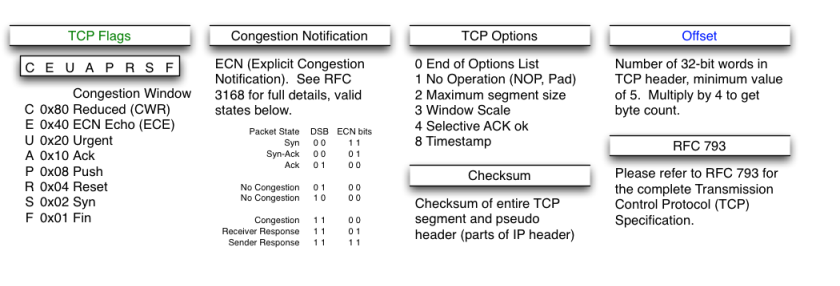 TCP Flags
C E U A P R S F
Congestion Window
C 0x80 Reduced (CWR)
E 0x40 ECN Echo (ECE)
U 0x20 Urgent
A 0x10 Ack
P 0x08 Push
R 0x04 Reset
S 0x02 Syn
F 0x01 Fin
Congestion Notification
ECN (Explicit Congestion
Notification). See RFC
3168 for full details, valid
states below.
Packet State DSB ECN bits
Syn 0 0 1 1
Syn-Ack 0 0 0 1
Ack 0 1 0 0
No Congestion 0 1 0 0
No Congestion 1 0 0 0
Congestion 1 1 0 0
Receiver Response 1 1 0 1
Sender Response 1 1 1 1
TCP Options
0 End of Options List
1 No Operation (NOP, Pad)
2 Maximum segment size
3 Window Scale
4 Selective ACK ok
8 Timestamp
Checksum
Checksum of entire TCP
segment and pseudo
header (parts of IP header)
Offset
Number of 32-bit words in
TCP header, minimum value
of 5. Multiply by 4 to get
byte count.
RFC 793
Please refer to RFC 793 for
the complete Transmission
Control Protocol (TCP)
Specification.